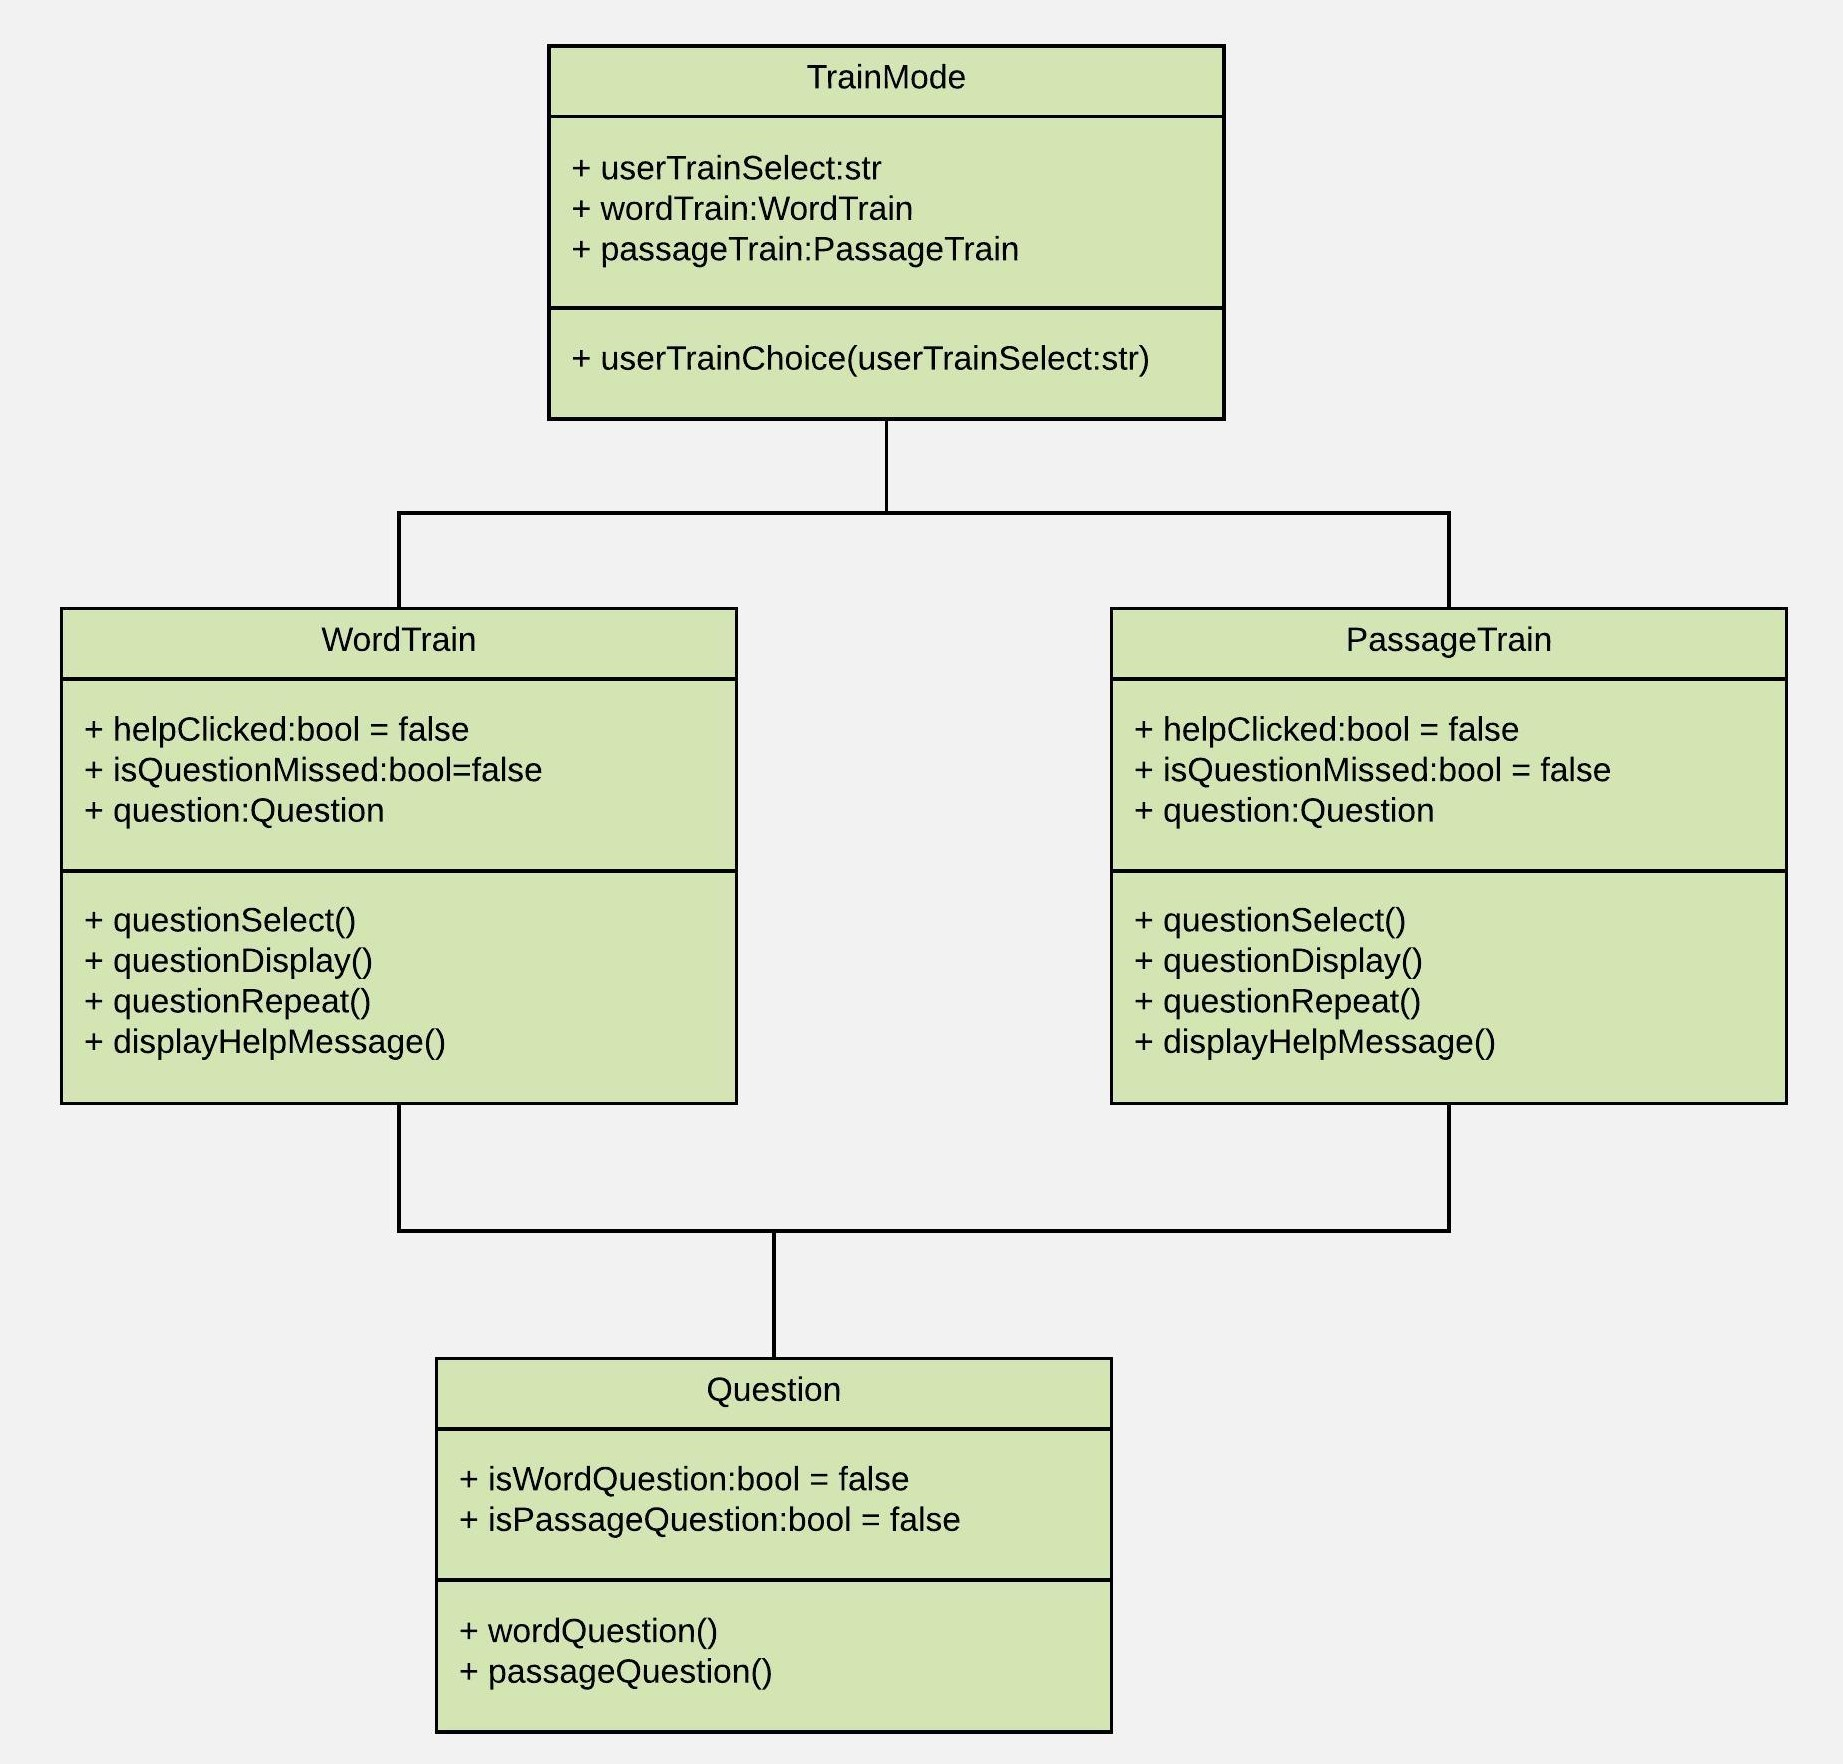 TrainMode
+ userTrainSelect:str
+ wordTrain:WordTrain
+ passageTrain:PassageTrain
+ userTrainChoice(userTrainSelect:str)
WordTrain
+ helpClicked:bool = false
+ isQuestionMissed:bool=false
+ question:Question
+ questionSelect()
+ questionDisplay()
+ questionRepeat()
+ displayHelpMessage()
PassageTrain
+ helpClicked:bool = false
+ isQuestionMissed:bool = false
+ question:Question
+ questionSelect()
+ questionDisplay()
+ questionRepeat()
+ displayHelpMessage()
Question
+ isWordQuestion:bool = false
+ isPassageQuestion:bool = false
+ wordQuestion()
+ passageQuestion()